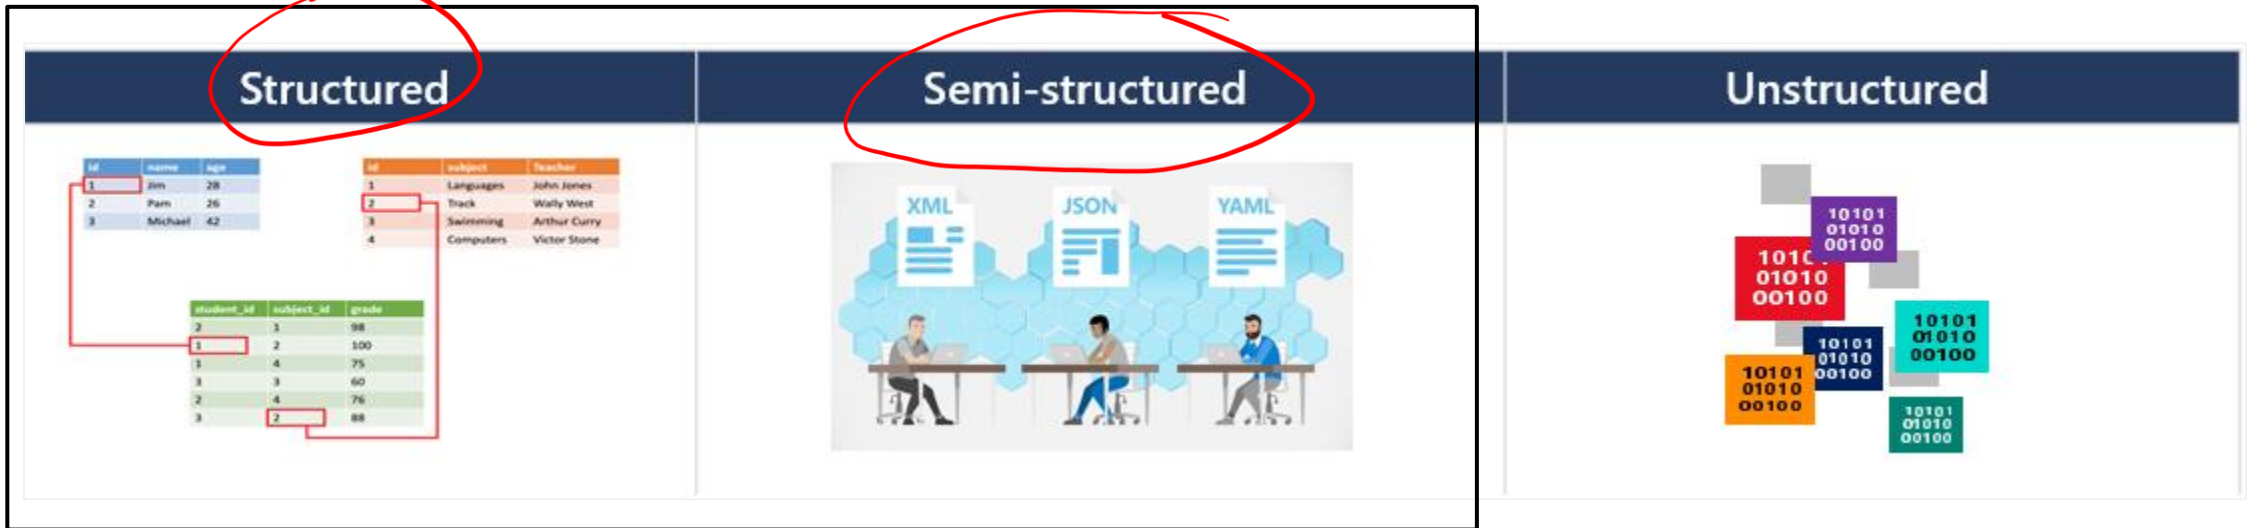 Structured
Semi-structured
Unstructured
id name age
1 Jim 28
2 Pam 26
3 Michael 42
id subject Teacher
1 Languages John Jones
2 Track Wally West
3 Swimming Arthur Curry
4 Computers Victor Stone
student_id subject_id grade
2 1 98
1 2 100
1 4 75
3 3 60
2 4 76
3 2 88
XML
JSON
YAML
10101
01010
00100
1010
01010
00100
10101
01010
00100
10101
01010
00100
10101
01010
00100
10101
01010
00100